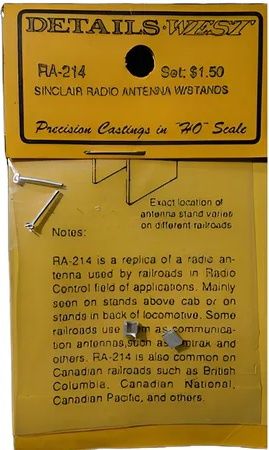 DETAILS WEST
RA-214 Set: $1.50
SINCLAIR RADIO ANTENNA W/STANDS
Precision Castings in "HO" Scale
Exact location of
antenna stand varies
on different railroads
Notes:
RA-214 is a replica of a radio an-
tenna used by railroads in Radio
Control field of applications. Mainly
seen on stands above cab or on
stands in back of locomotive. Some
railroads use as communica-
tion antennas, such as and
others. RA-214 is also common on
Canadian railroads such as British
Columbia, Canadian National,
Canadian Pacific, and others.